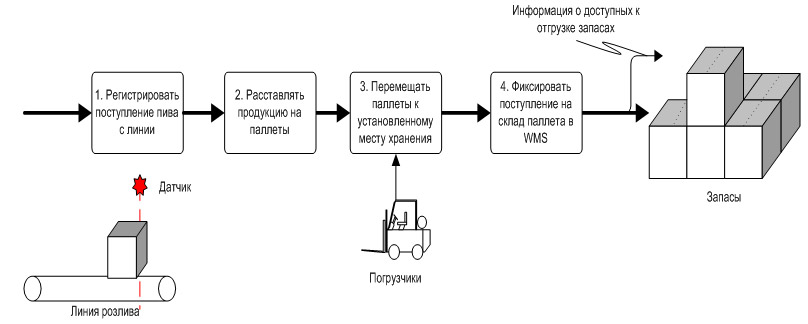 Информация о доступных к
отгрузке запасах
1. Регистрировать
поступление пива
с линии
2. Расставлять
продукцию на
паллеты
3. Перемещать
паллеты к
установленному
месту хранения
4. Фиксировать
поступление на
склад паллета в
WMS
Датчик
Запасы
Погрузчики
Линия розлива